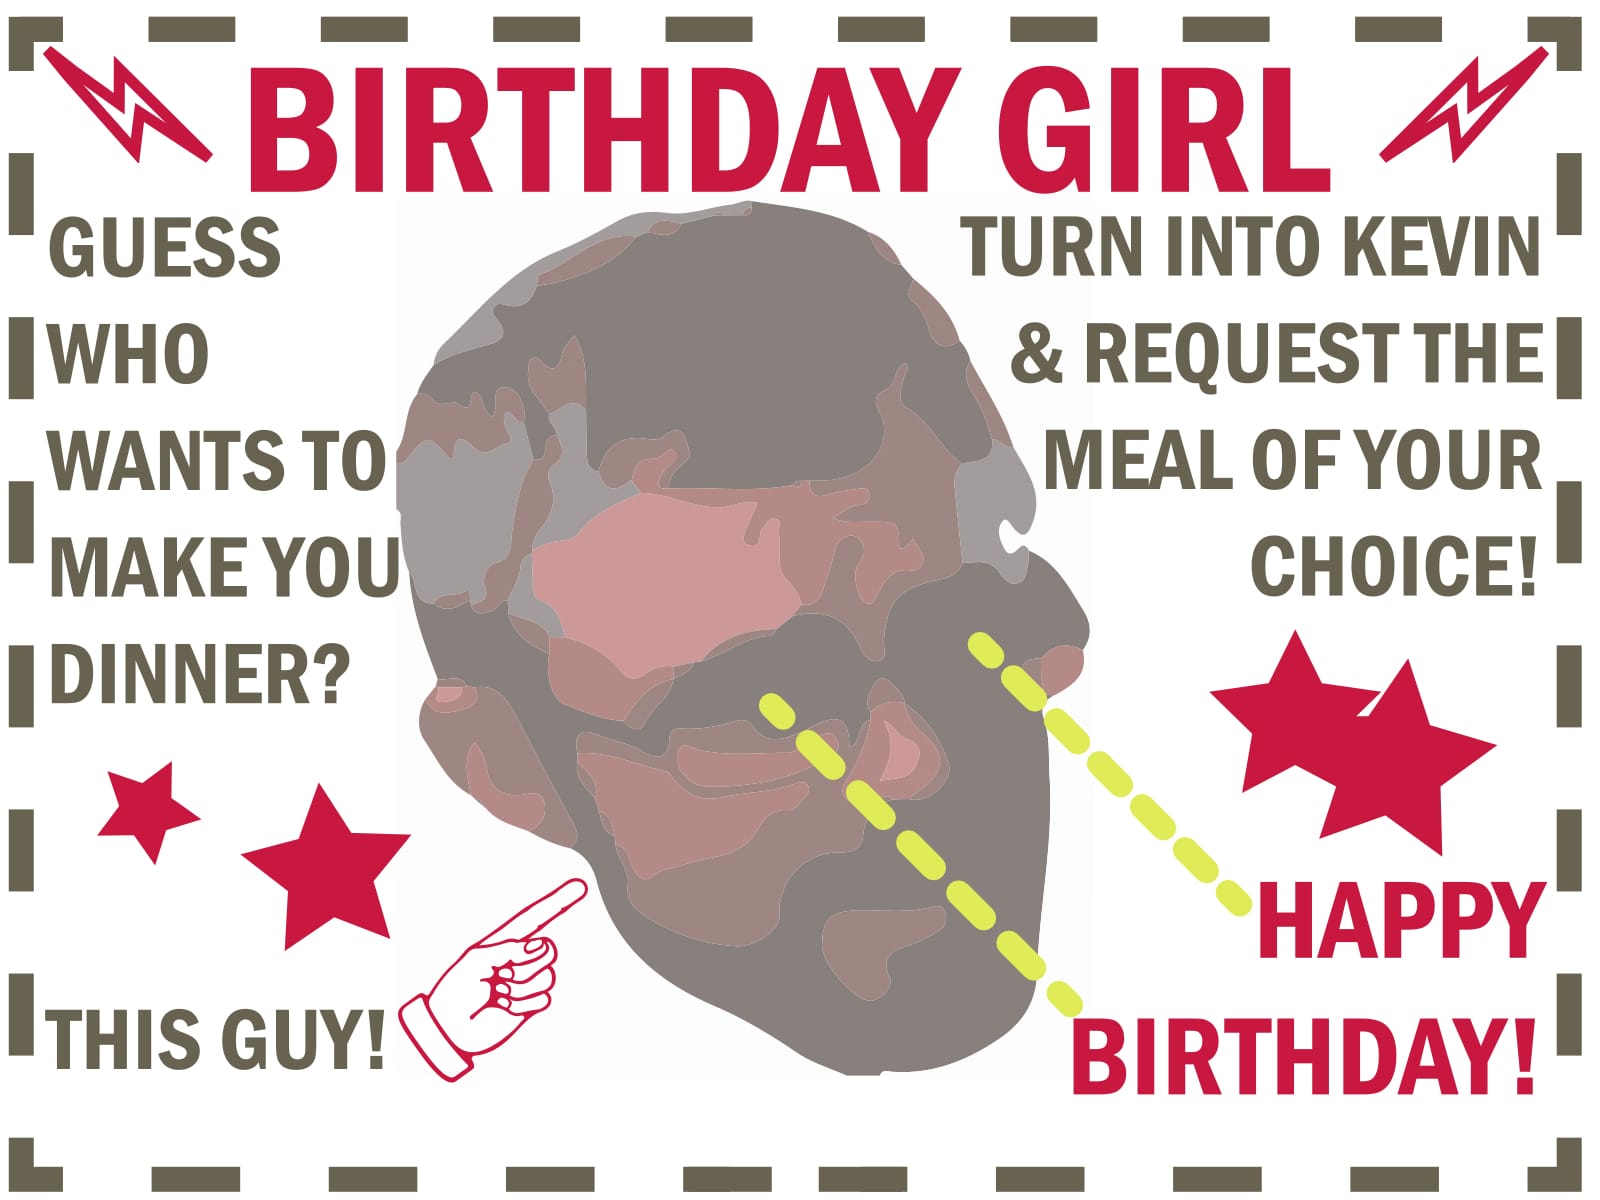 BIRTHDAY GIRL
GUESS
WHO
WANTS TO
MAKE YOU
DINNER?
THIS GUY!
TURN INTO KEVIN
& REQUEST THE
MEAL OF YOUR
CHOICE!
HAPPY
BIRTHDAY!